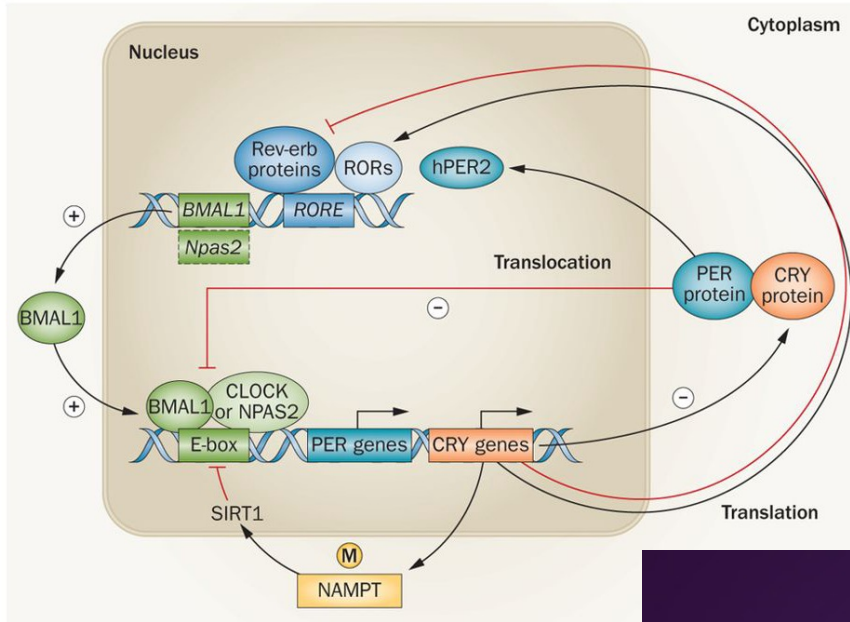 Cytoplasm
Nucleus
Rev-erb
proteins
RORs
hPER2
+
BMAL1
RORE
Npas2
Translocation
PER
protein
CRY
protein
BMAL1
−
+
BMAL1
CLOCK
or NPAS2
−
E-box
PER genes
CRY genes
SIRT1
Translation
M
NAMPT